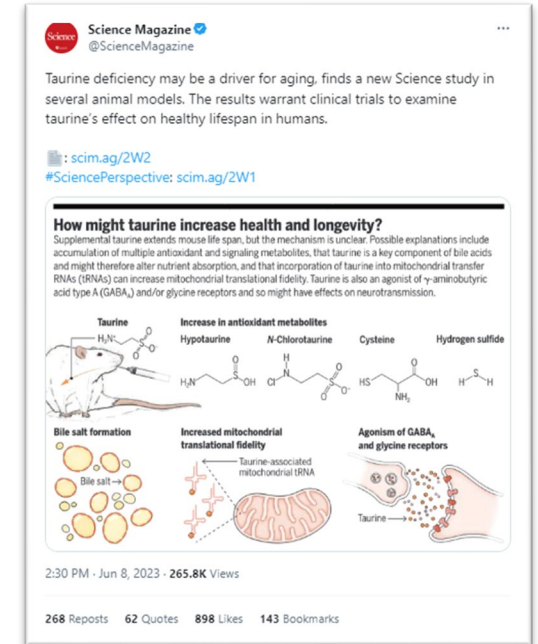 Science
Science Magazine
@ScienceMagazine
Taurine deficiency may be a driver for aging, finds a new Science study in
several animal models. The results warrant clinical trials to examine
taurine's effect on healthy lifespan in humans.
: scim.ag/2W2
#SciencePerspective: scim.ag/2W1
How might taurine increase health and longevity?
Supplemental taurine extends mouse life span, but the mechanism is unclear. Possible explanations include
accumulation of multiple antioxidant and signaling metabolites, that taurine is a key component of bile acids
and might therefore alter nutrient absorption, and that incorporation of taurine into mitochondrial transfer
RNAs (tRNAs) can increase mitochondrial translational fidelity. Taurine is also an agonist of γ-aminobutyric
acid type A (GABA_A) and/or glycine receptors and so might have effects on neurotransmission.
Taurine
Increase in antioxidant metabolites
Hypotaurine
N-Chlorotaurine
Cysteine
Hydrogen sulfide
Bile salt formation
Bile salt
Increased mitochondrial
translational fidelity
Taurine-associated
mitochondrial tRNA
Agonism of GABA_A
and glycine receptors
Taurine
2:30 PM · Jun 8, 2023 · 265.8K Views
268 Reposts 62 Quotes 898 Likes 143 Bookmarks